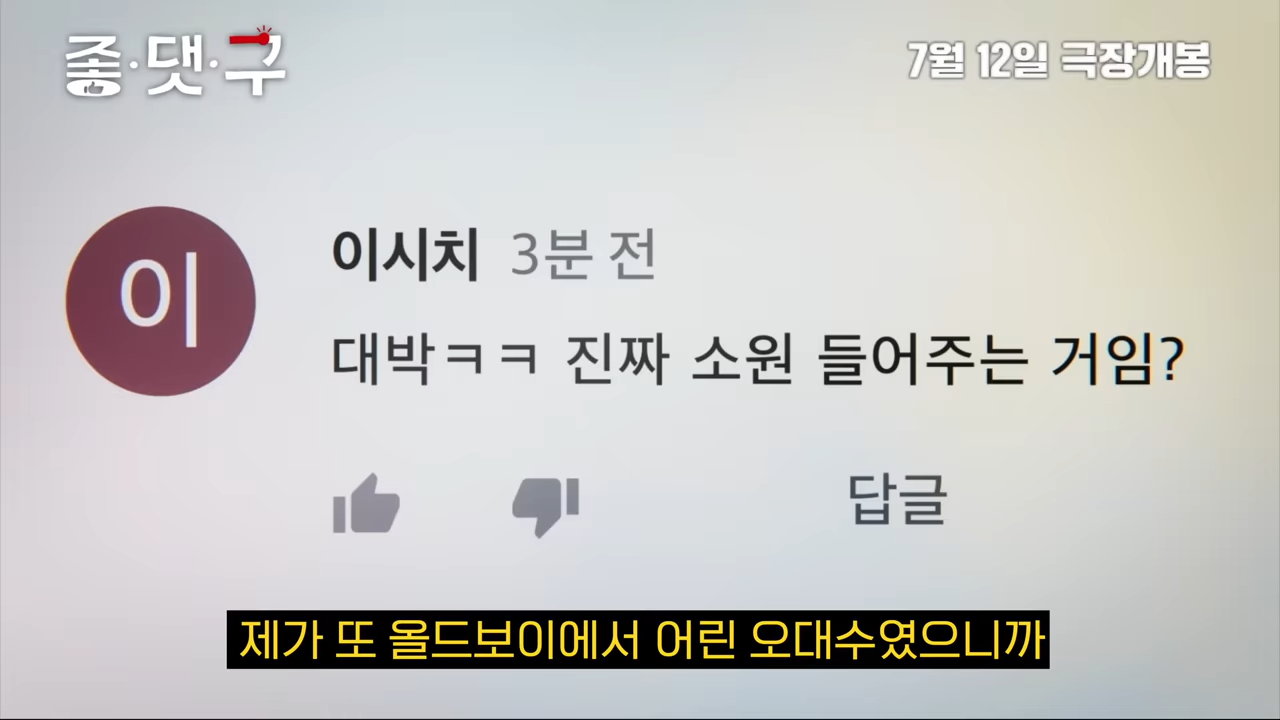 좋·댓·구
7월 12일 극장개봉
이
이시치 3분 전
대박ㅋㅋ 진짜 소원 들어주는 거임?
답글
제가 또 올드보이에서 어린 오대수였으니까